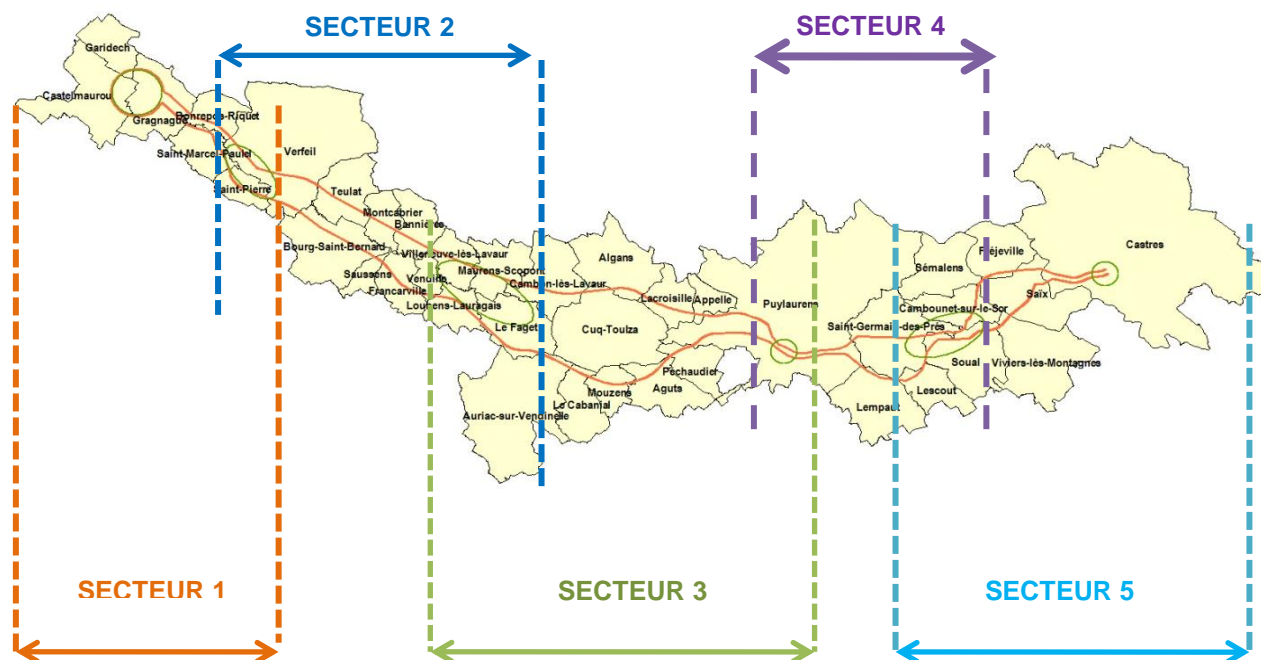 SECTEUR 2
SECTEUR 4
Garidech
Castelmaurou
Gragnague
Bonrepos-Riquet
Saint-Marcel-Paulel
Verfeil
Saint-Pierre
Teulat
Montcabrier
Bannières
Bourg-Saint-Bernard
Villeneuve-lès-Lavaur
Saussens
Vendine
Maurens-Scopont
Francarville
Cambon-lès-Lavaur
Loubens-Lauragais
Le Faget
Algans
Lacroisille
Appelle
Cuq-Toulza
Puylaurens
Saint-Germain-des-Prés
Sémalens
Fréjeville
Castres
Cambounet-sur-le-Sor
Saïx
Soual
Viviers-lès-Montagnes
Péchaudier
Aguts
Mouzens
Le Cabanial
Auriac-sur-Vendinelle
Lescout
Lempaut
SECTEUR 1
SECTEUR 3
SECTEUR 5